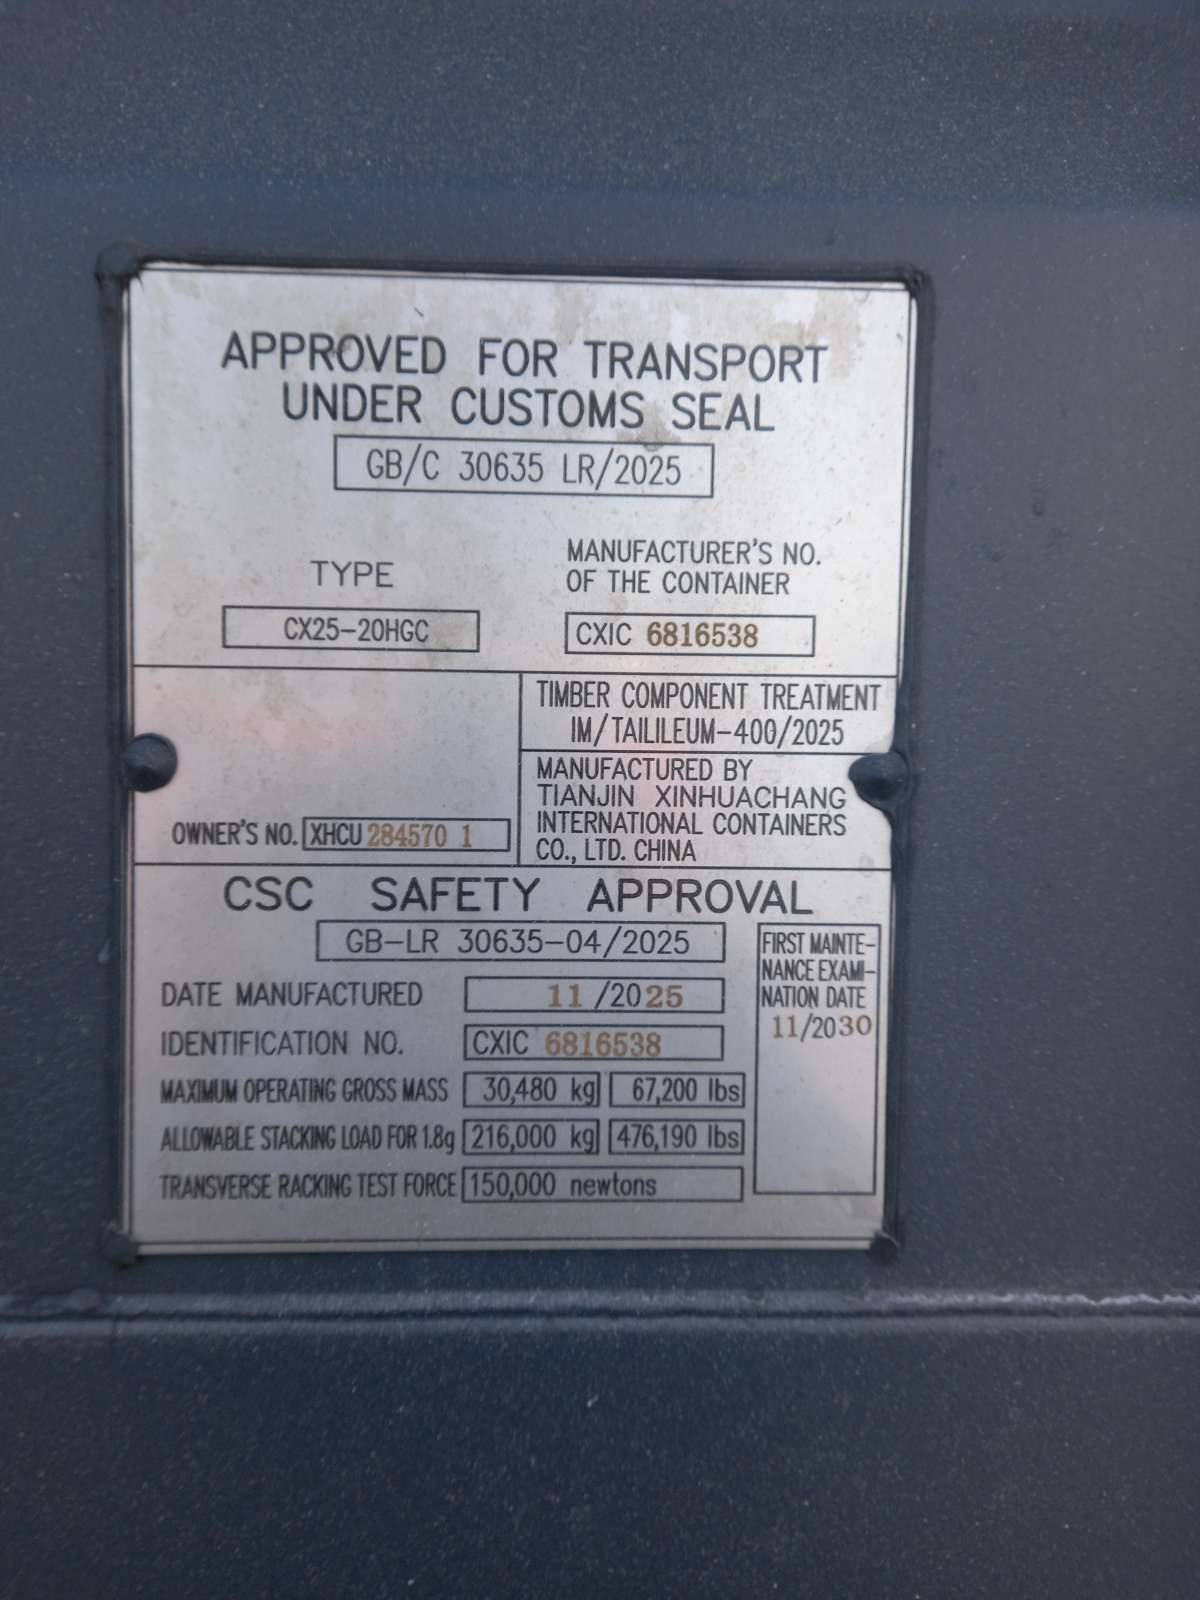 APPROVED FOR TRANSPORT
UNDER CUSTOMS SEAL
GB/C 30635 LR/2025
TYPE
CX25-20HGC
MANUFACTURER'S NO.
OF THE CONTAINER
CXIC 6816538
TIMBER COMPONENT TREATMENT
IM/TAILILEUM-400/2025
MANUFACTURED BY
TIANJIN XINHUACHANG
INTERNATIONAL CONTAINERS
CO., LTD. CHINA
OWNER'S NO. XHCU 284570 1
CSC SAFETY APPROVAL
GB-LR 30635-04/2025
DATE MANUFACTURED 11/2025
IDENTIFICATION NO. CXIC 6816538
MAXIMUM OPERATING GROSS MASS 30,480 kg 67,200 lbs
ALLOWABLE STACKING LOAD FOR 1.8g 216,000 kg 476,190 lbs
TRANSVERSE RACKING TEST FORCE 150,000 newtons
FIRST MAINTE-
NANCE EXAMI-
NATION DATE
11/2030